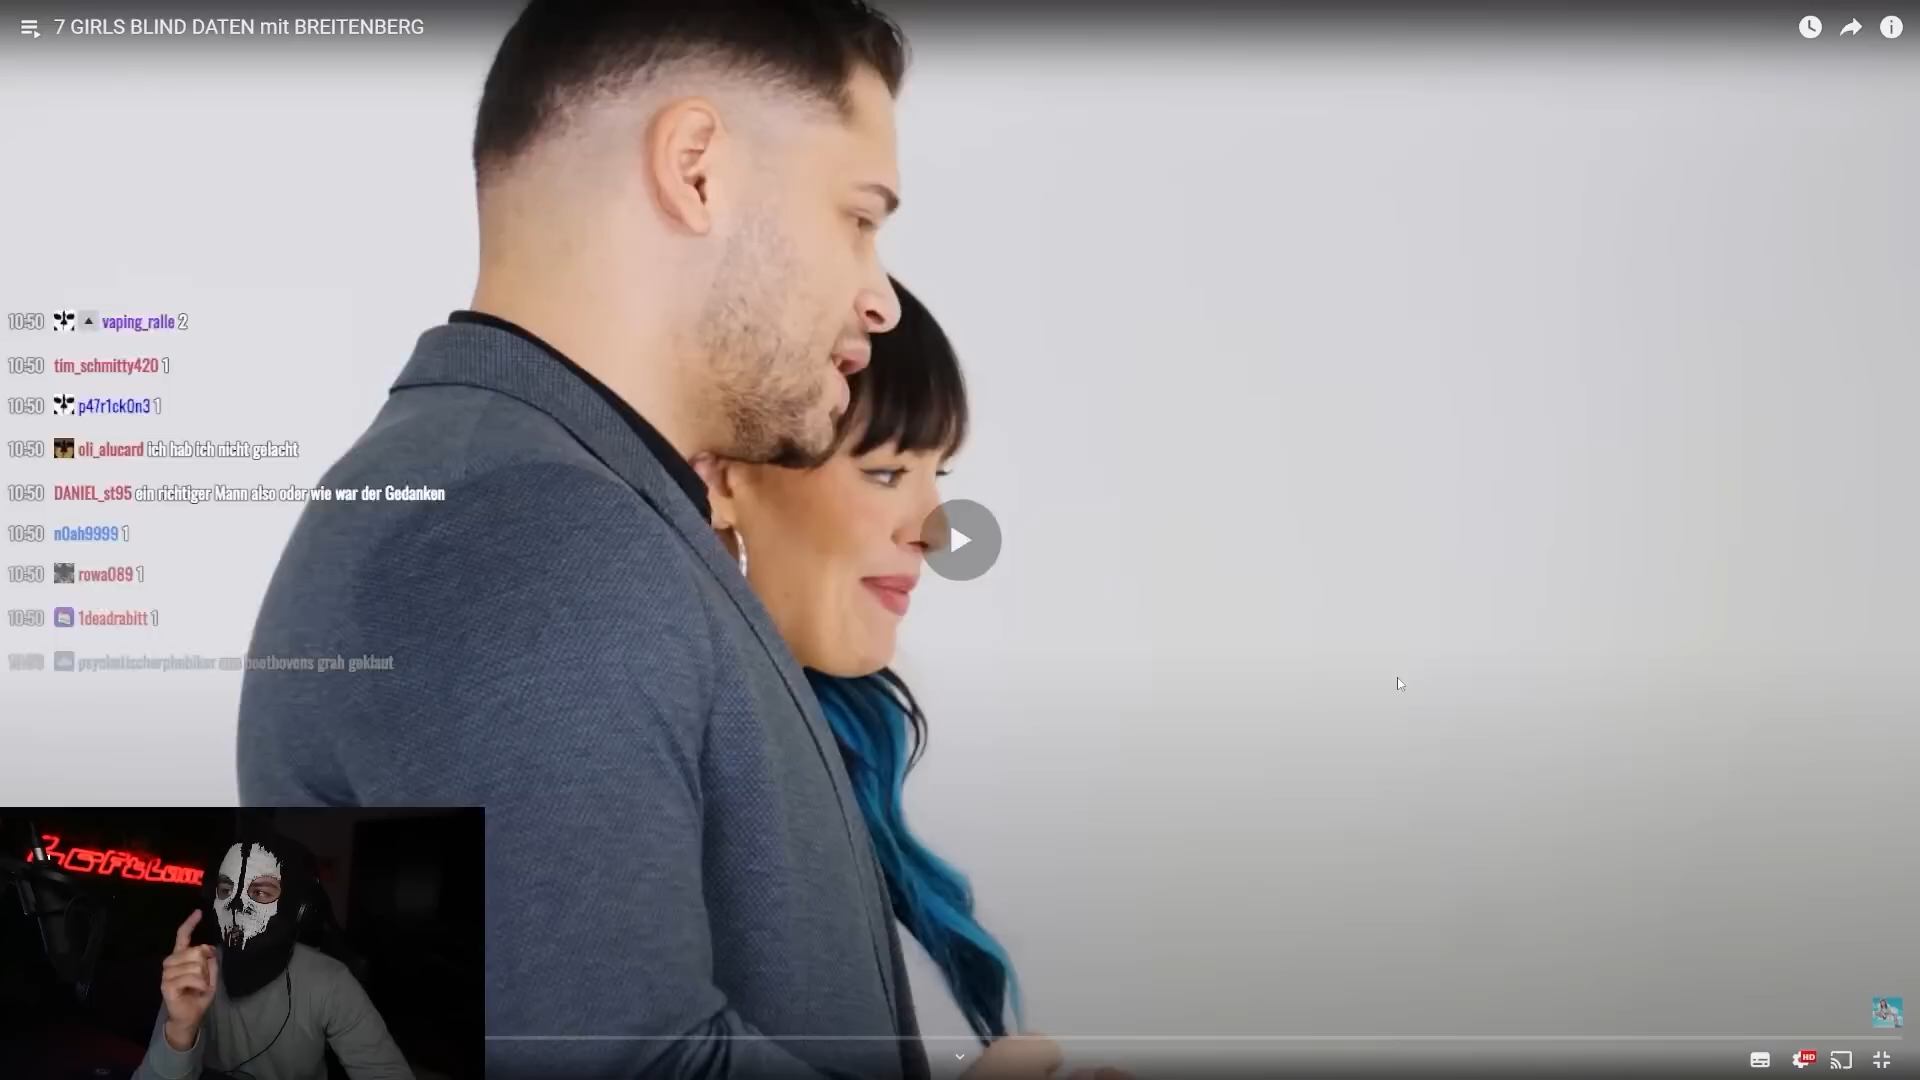 7 GIRLS BLIND DATEN mit BREITENBERG
10:50 vaping_ralle 2
10:50 tim_schmitty420 1
10:50 p47r1ck0n3 1
10:50 oli_alucard ich hab ich nicht gelacht
10:50 DANIEL_st95 ein richtiger Mann also oder wie war der Gedanken
10:50 n0ah9999 1
10:50 rowa089 1
10:50 1deadrabitt 1
beethovens grah geklaut
HD